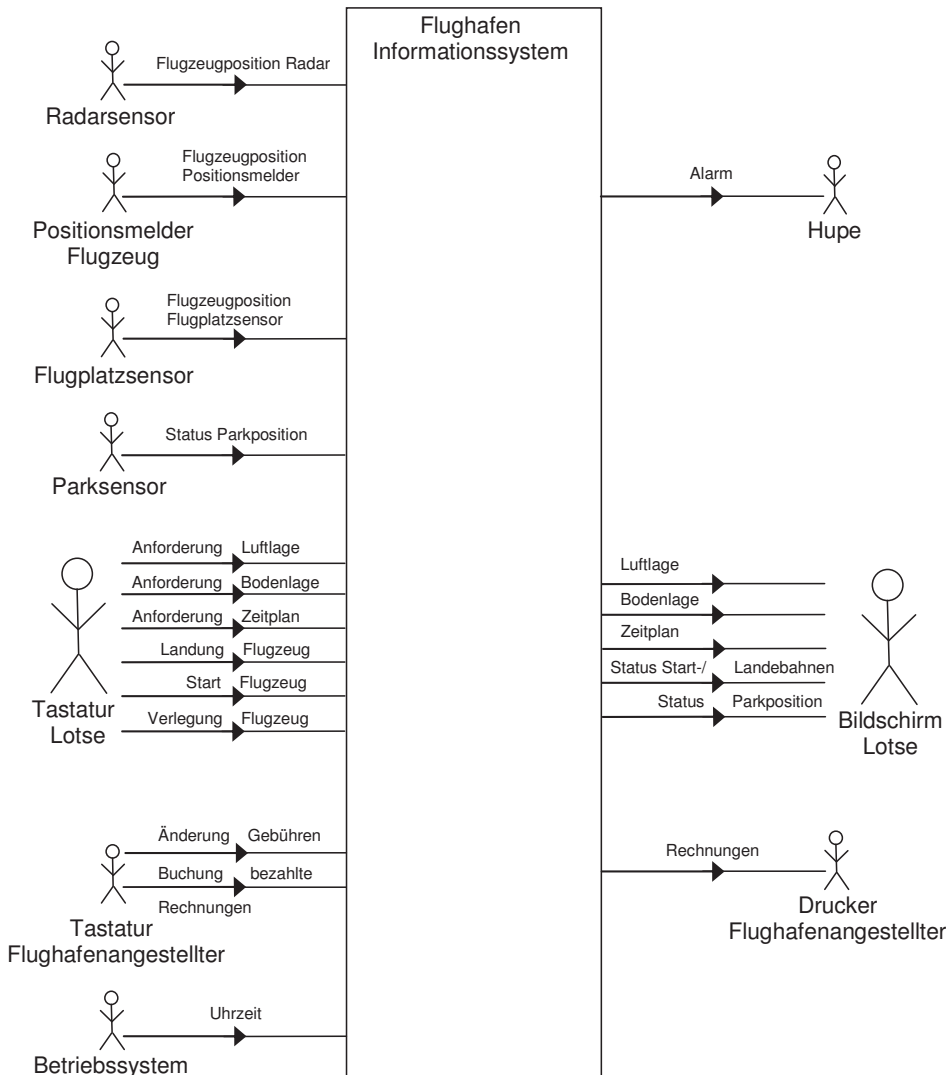 Flughafen
Informationssystem
Flugzeugposition Radar
Radarsensor
Flugzeugposition
Positionsmelder
Positionsmelder
Flugzeug
Alarm
Hupe
Flugzeugposition
Flugplatzsensor
Flugplatzsensor
Status Parkposition
Parksensor
Anforderung Luftlage
Anforderung Bodenlage
Anforderung Zeitplan
Landung Flugzeug
Start Flugzeug
Verlegung Flugzeug
Tastatur
Lotse
Luftlage
Bodenlage
Zeitplan
Status Start-/ Landebahnen
Status Parkposition
Bildschirm
Lotse
Änderung Gebühren
Buchung bezahlte
Rechnungen
Tastatur
Flughafenangestellter
Rechnungen
Drucker
Flughafenangestellter
Uhrzeit
Betriebssystem